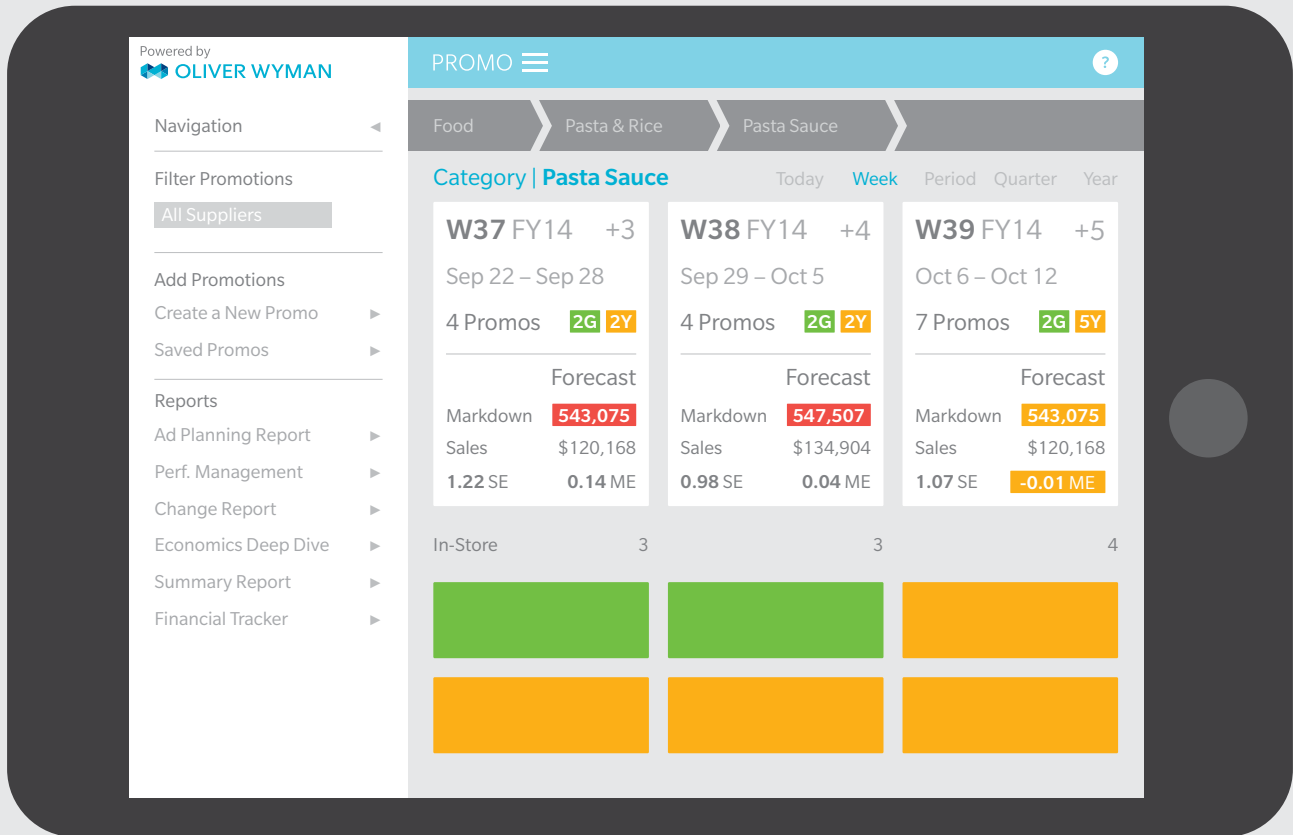 Powered by
OLIVER WYMAN
Navigation
Filter Promotions
All Suppliers
Add Promotions
Create a New Promo
Saved Promos
Reports
Ad Planning Report
Perf. Management
Change Report
Economics Deep Dive
Summary Report
Financial Tracker
PROMO
?
Food
Pasta & Rice
Pasta Sauce
Category | Pasta Sauce
Today Week Period Quarter Year
W37 FY14 +3
Sep 22 – Sep 28
4 Promos 2G 2Y
Forecast
Markdown 543,075
Sales $120,168
1.22 SE 0.14 ME
W38 FY14 +4
Sep 29 – Oct 5
4 Promos 2G 2Y
Forecast
Markdown 547,507
Sales $134,904
0.98 SE 0.04 ME
W39 FY14 +5
Oct 6 – Oct 12
7 Promos 2G 5Y
Forecast
Markdown 543,075
Sales $120,168
1.07 SE -0.01 ME
In-Store 3 3 4